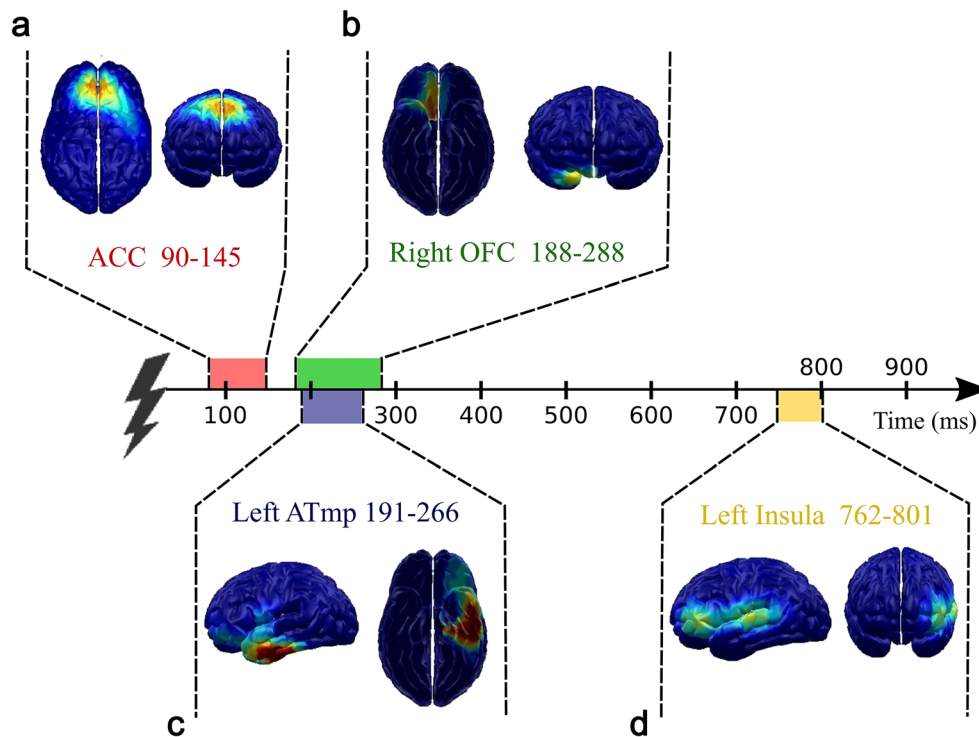 a
b
ACC 90-145
Right OFC 188-288
800 900
100 300 400 500 600 700
Time (ms)
Left ATmp 191-266
Left Insula 762-801
c
d